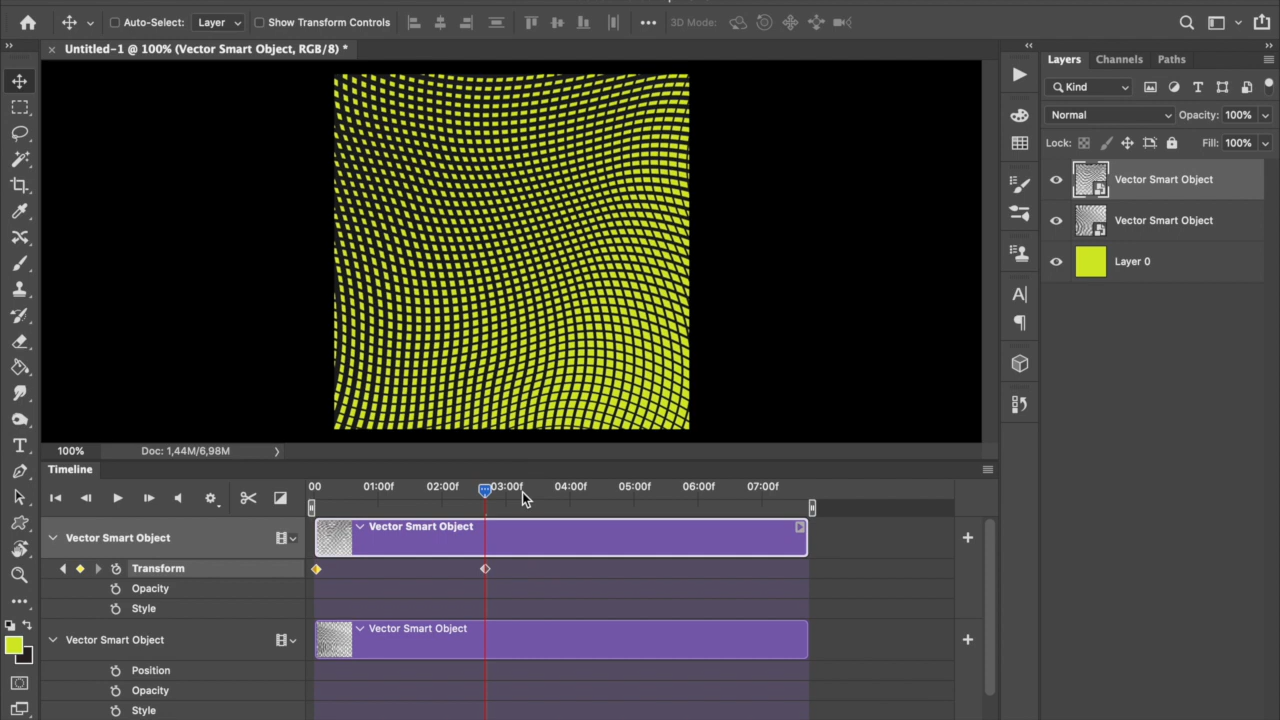 Auto-Select: Layer Show Transform Controls 3D Mode:
Untitled-1 @ 100% (Vector Smart Object, RGB/8) *
Layers Channels Paths
Kind
Normal Opacity: 100%
Lock: Fill: 100%
Vector Smart Object
Vector Smart Object
Layer 0
100% Doc: 1,44M/6,98M
Timeline
00 01:00f 02:00f 03:00f 04:00f 05:00f 06:00f 07:00f
Vector Smart Object
Vector Smart Object
Transform
Opacity
Style
Vector Smart Object
Vector Smart Object
Position
Opacity
Style